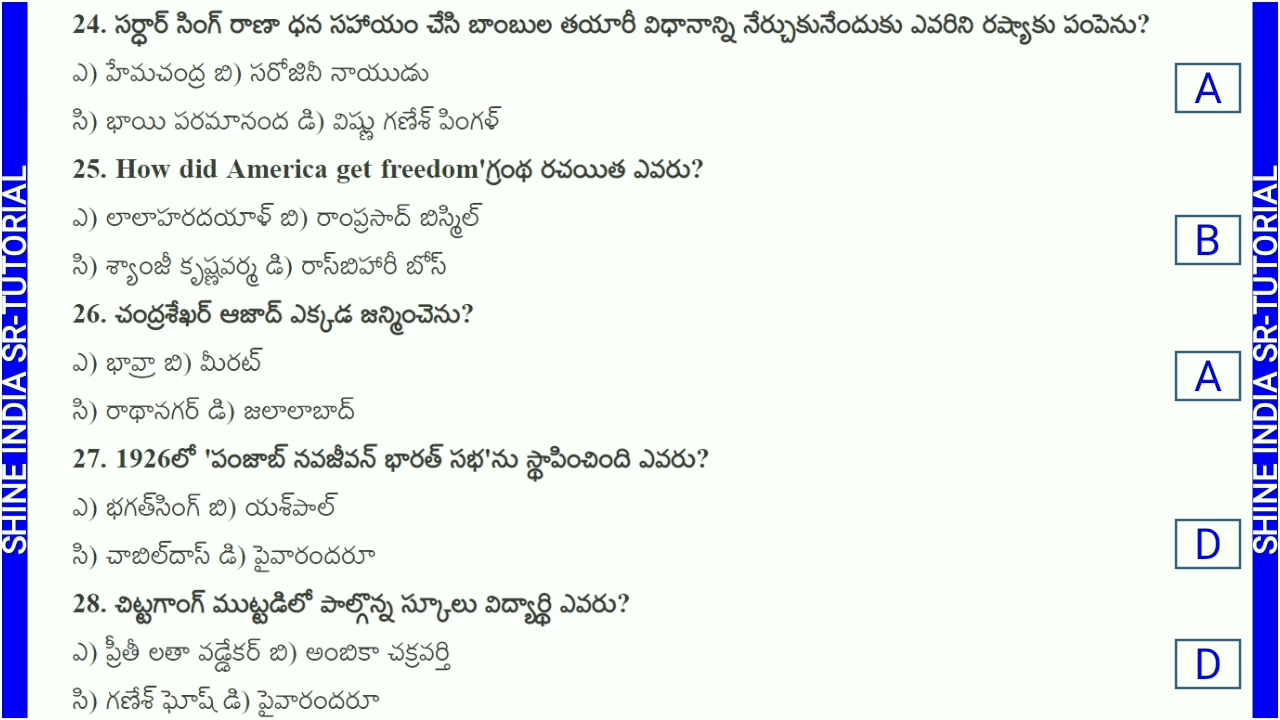 24. సర్ధార్ సింగ్ రాణా ధన సహాయం చేసి బాంబుల తయారీ విధానాన్ని నేర్చుకునేందుకు ఎవరిని రష్యాకు పంపెను?
ఎ) హేమచంద్ర బి) సరోజినీ నాయుడు
A
సి) భాయి పరమానంద డి) విష్ణు గణేశ్ పింగళ్
25. How did America get freedom'గ్రంథ రచయిత ఎవరు?
ఎ) లాలాహరదయాళ్ బి) రాంప్రసాద్ బిస్మిల్
B
సి) శ్యాంజీ కృష్ణవర్మ డి) రాస్‌బిహారీ బోస్
26. చంద్రశేఖర్ ఆజాద్ ఎక్కడ జన్మించెను?
ఎ) భావ్రా బి) మీరట్
A
సి) రాథానగర్ డి) జలాలాబాద్
27. 1926లో 'పంజాబ్ నవజీవన్ భారత్ సభ'ను స్థాపించింది ఎవరు?
ఎ) భగత్‌సింగ్ బి) యశ్‌పాల్
D
సి) చాబిల్‌దాస్ డి) పైవారందరూ
28. చిట్టగాంగ్ ముట్టడిలో పాల్గొన్న స్కూలు విద్యార్థి ఎవరు?
ఎ) ప్రీతీ లతా వడ్డేకర్ బి) అంబికా చక్రవర్తి
D
సి) గణేశ్ ఘోష్ డి) పైవారందరూ
SHINE INDIA SR-TUTORIAL
SHINE INDIA SR-TUTORIAL